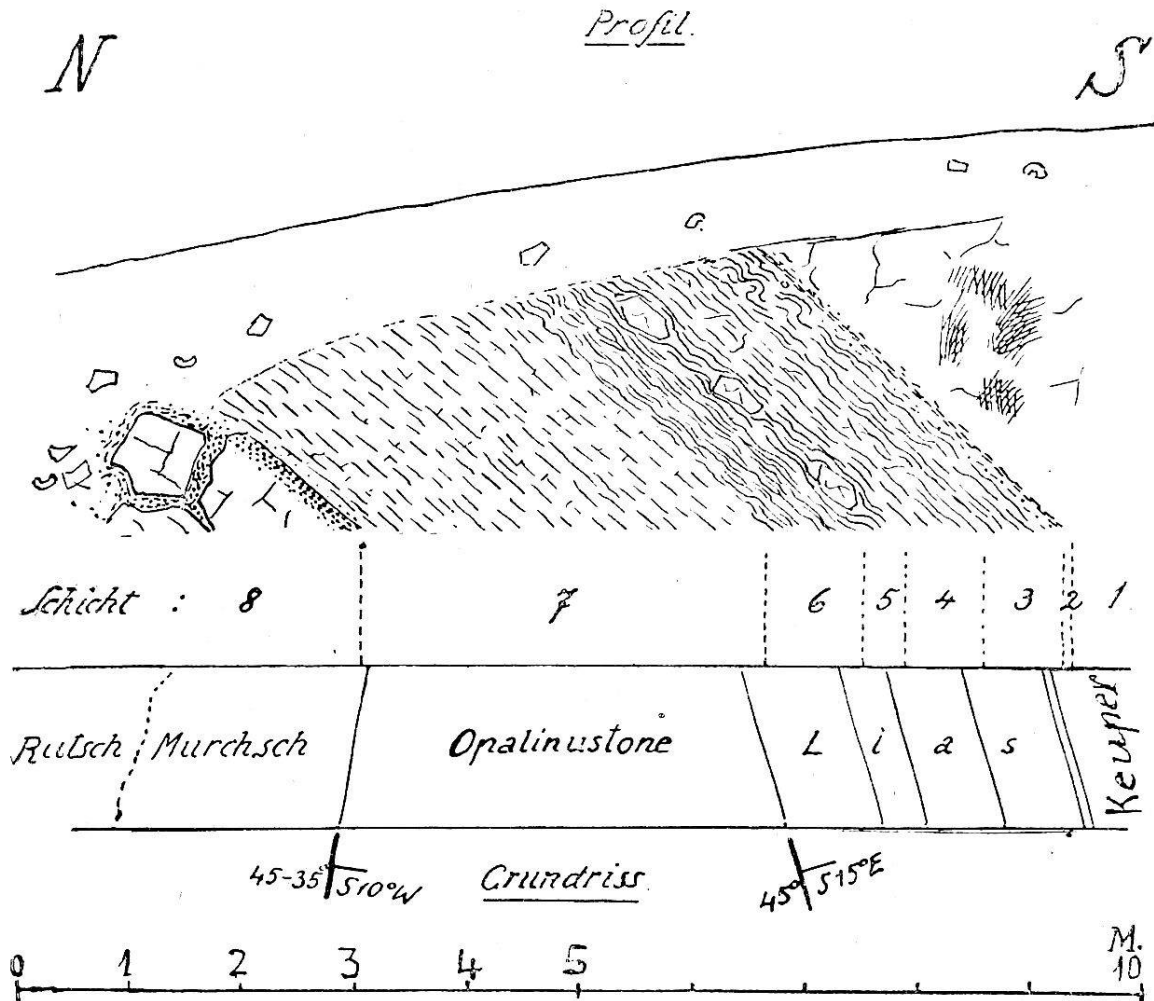 Profil.
N S
Schicht : 8 7 6 5 4 3 2 1
Rutsch Murchsch Opalinustone L i a s Keuper
45-35° S10°W Grundriss 45° S15°E
M.
0 1 2 3 4 5 10